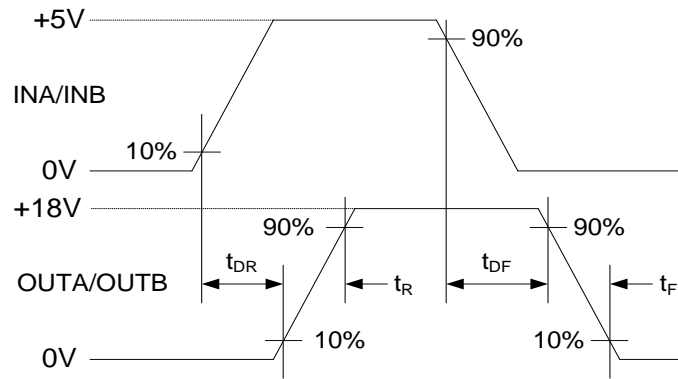 +5V
90%
INA/INB
10%
0V
+18V
90%
90%
tDR
tDF
OUTA/OUTB
tR
tF
10%
10%
0V